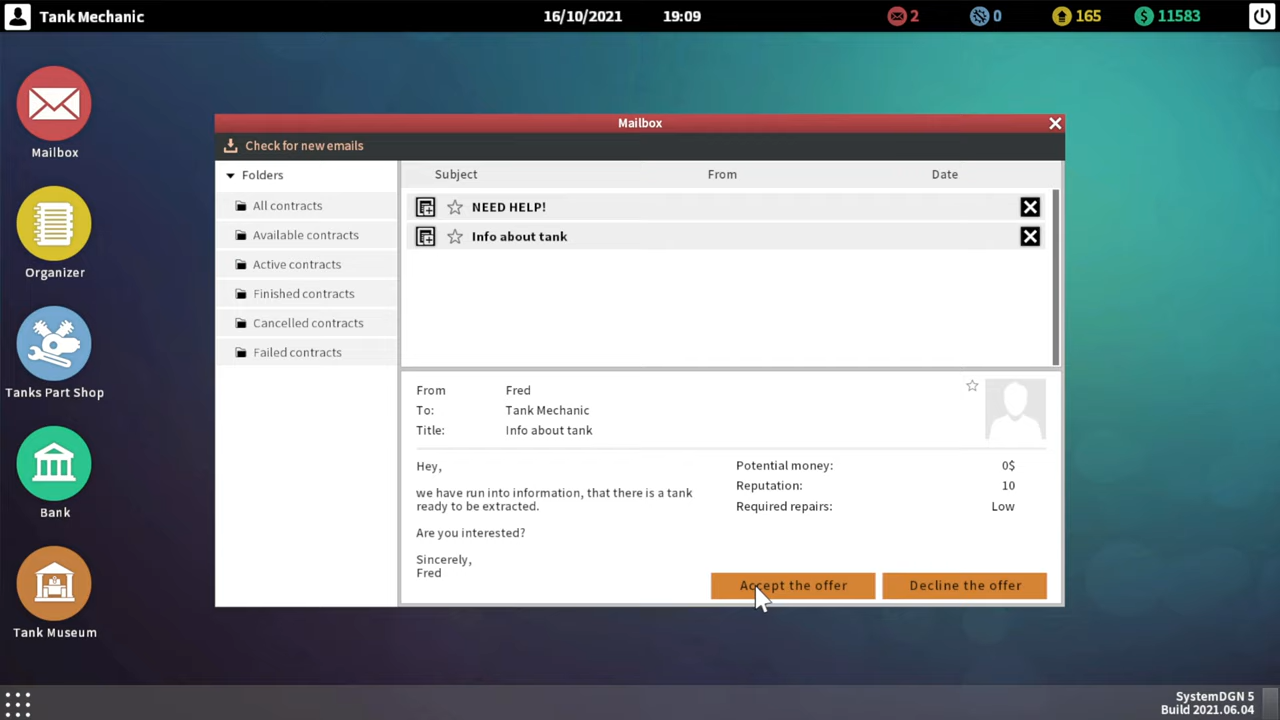 Tank Mechanic
16/10/2021 19:09
2 0 165 11583
Mailbox
Organizer
Tanks Part Shop
Bank
Tank Museum
Mailbox
Check for new emails
Folders
All contracts
Available contracts
Active contracts
Finished contracts
Cancelled contracts
Failed contracts
Subject From Date
NEED HELP!
Info about tank
From Fred
To: Tank Mechanic
Title: Info about tank
Hey,
we have run into information, that there is a tank
ready to be extracted.
Are you interested?
Sincerely,
Fred
Potential money: 0$
Reputation: 10
Required repairs: Low
Accept the offer Decline the offer
SystemDGN 5
Build 2021.06.04